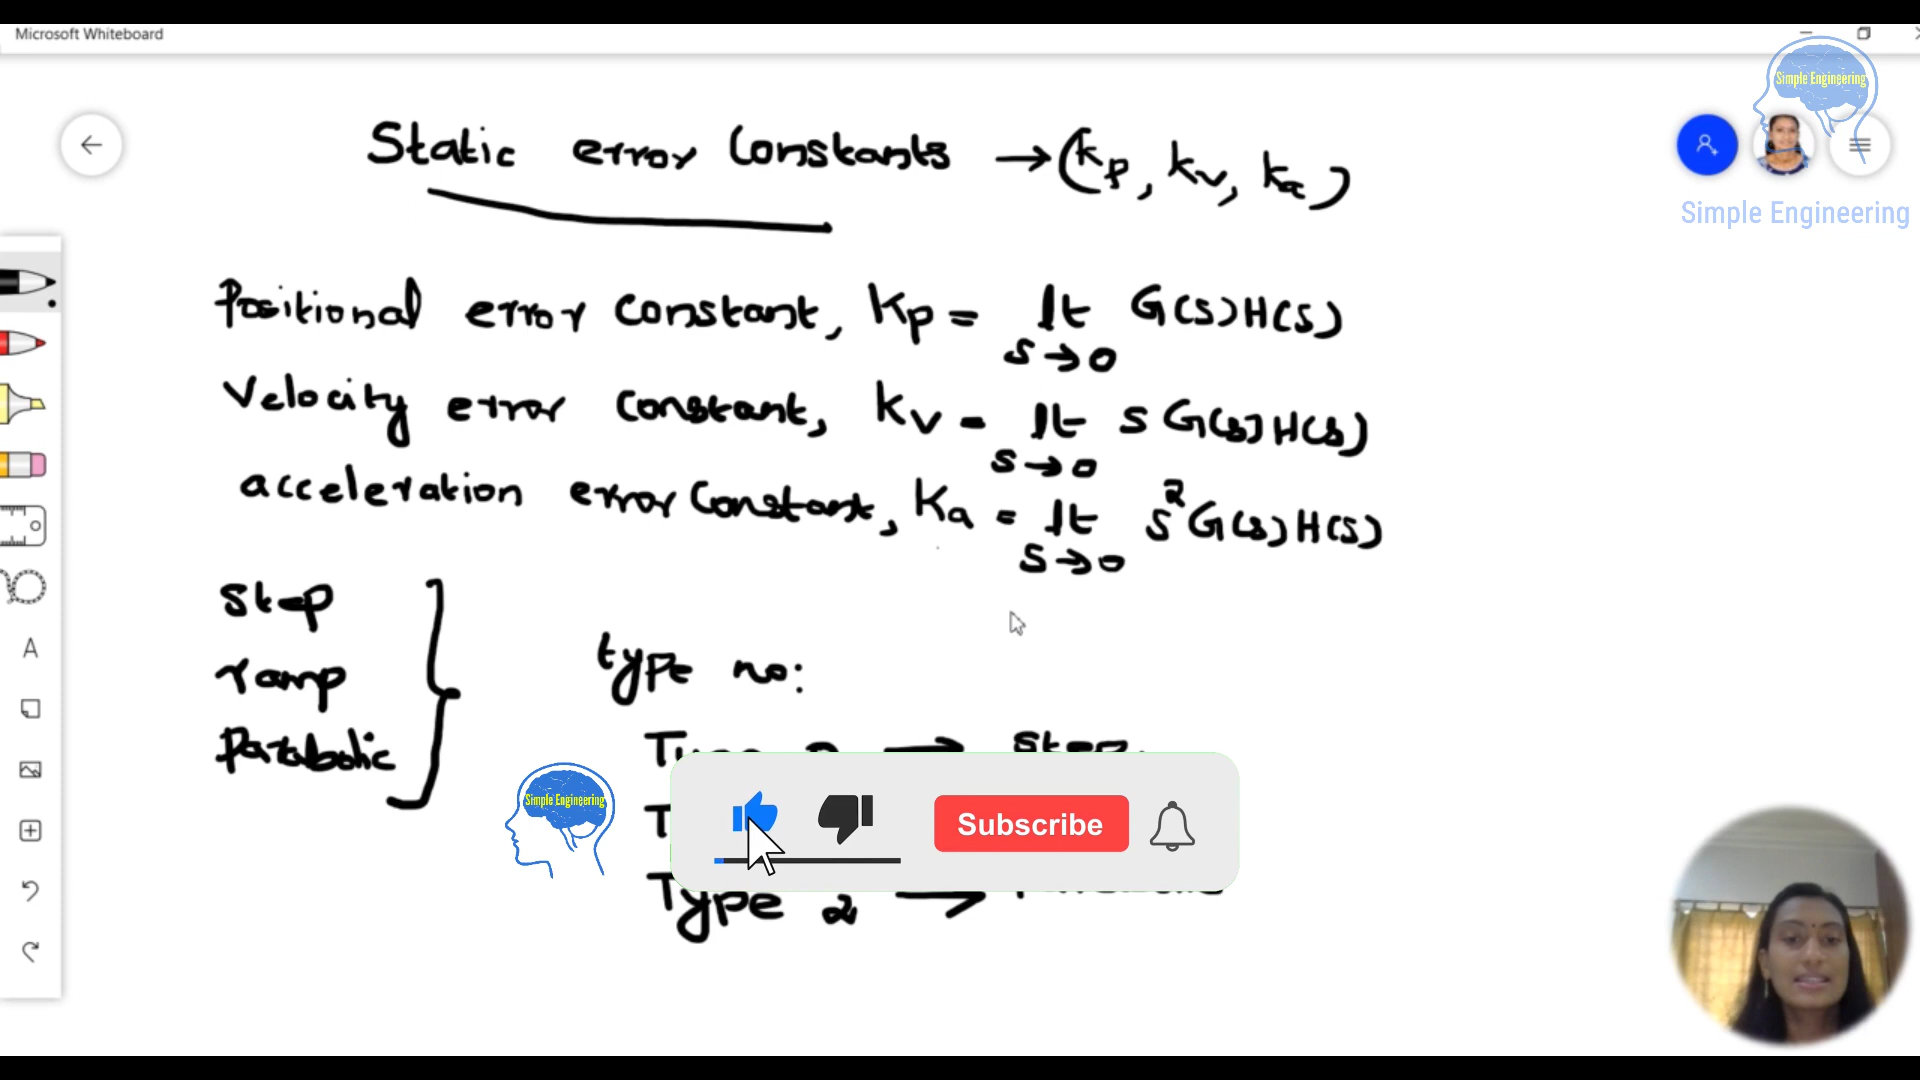 Microsoft Whiteboard
Simple Engineering
Simple Engineering
Static error Constants → (Kp, Kv, Ka)
Positional error constant, Kp = lt G(s)H(s)
s→0
Velocity error constant, Kv = lt s G(s)H(s)
s→0
acceleration error constant, Ka = lt s² G(s)H(s)
s→0
Step
ramp
Parabolic
type no:
→ Step
Simple Engineering
Subscribe
Type 2 →
A